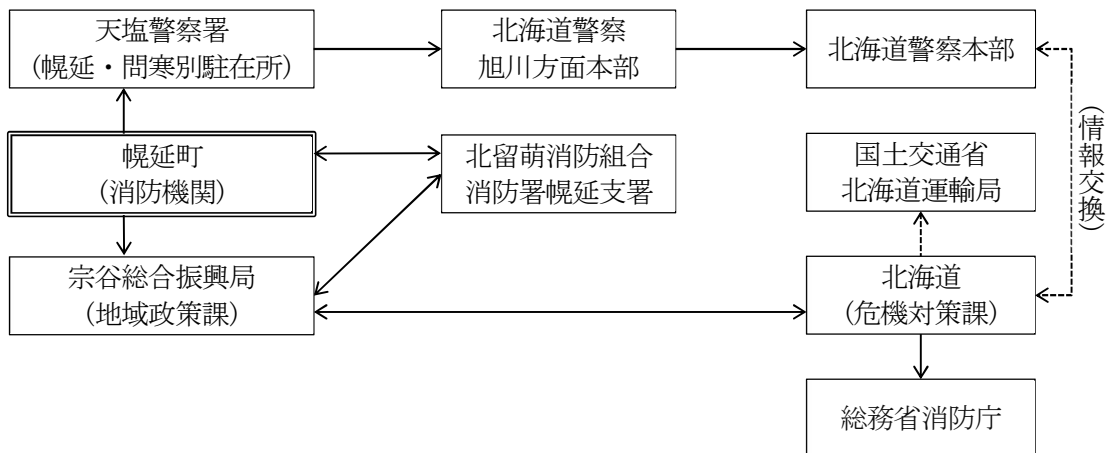 天塩警察署
(幌延・問寒別駐在所)
北海道警察
旭川方面本部
北海道警察本部
幌延町
(消防機関)
北留萌消防組合
消防署幌延支署
国土交通省
北海道運輸局
(情報交換)
宗谷総合振興局
(地域政策課)
北海道
(危機対策課)
総務省消防庁